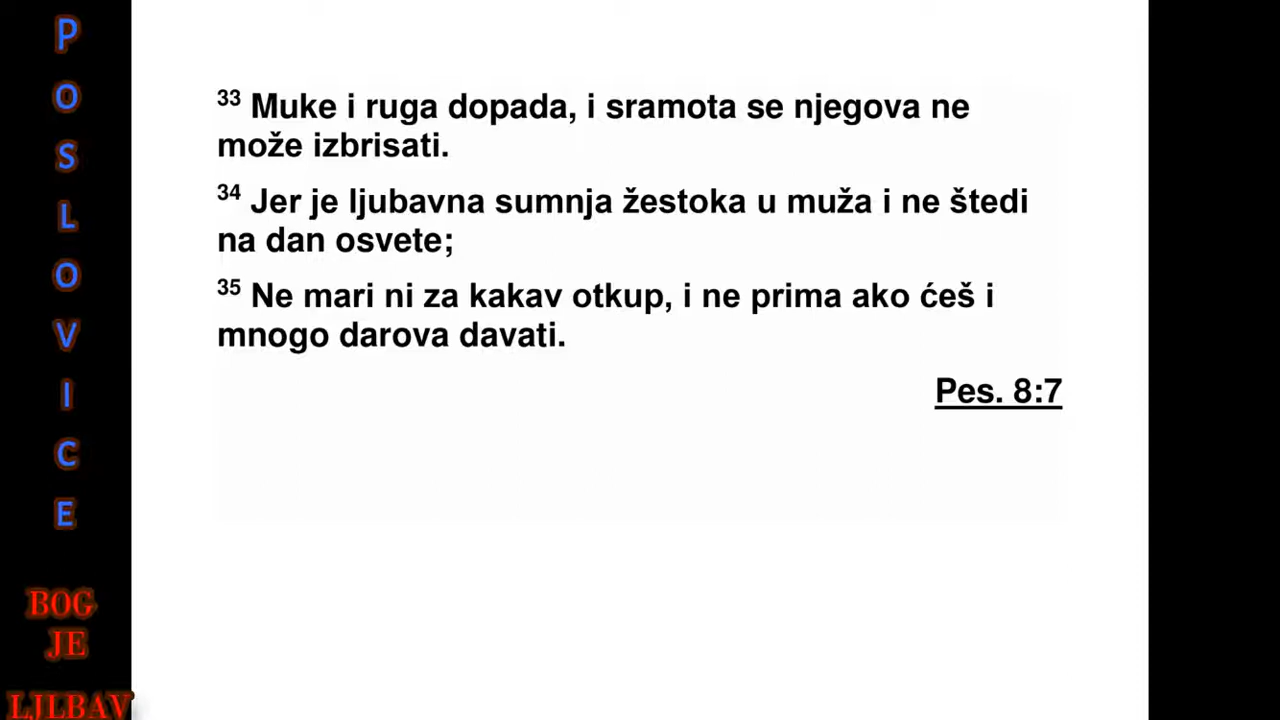 P
O
S
L
O
V
I
C
E
BOG
JE
LJLBAV
33 Muke i ruga dopada, i sramota se njegova ne
može izbrisati.
34 Jer je ljubavna sumnja žestoka u muža i ne štedi
na dan osvete;
35 Ne mari ni za kakav otkup, i ne prima ako ćeš i
mnogo darova davati.
Pes. 8:7